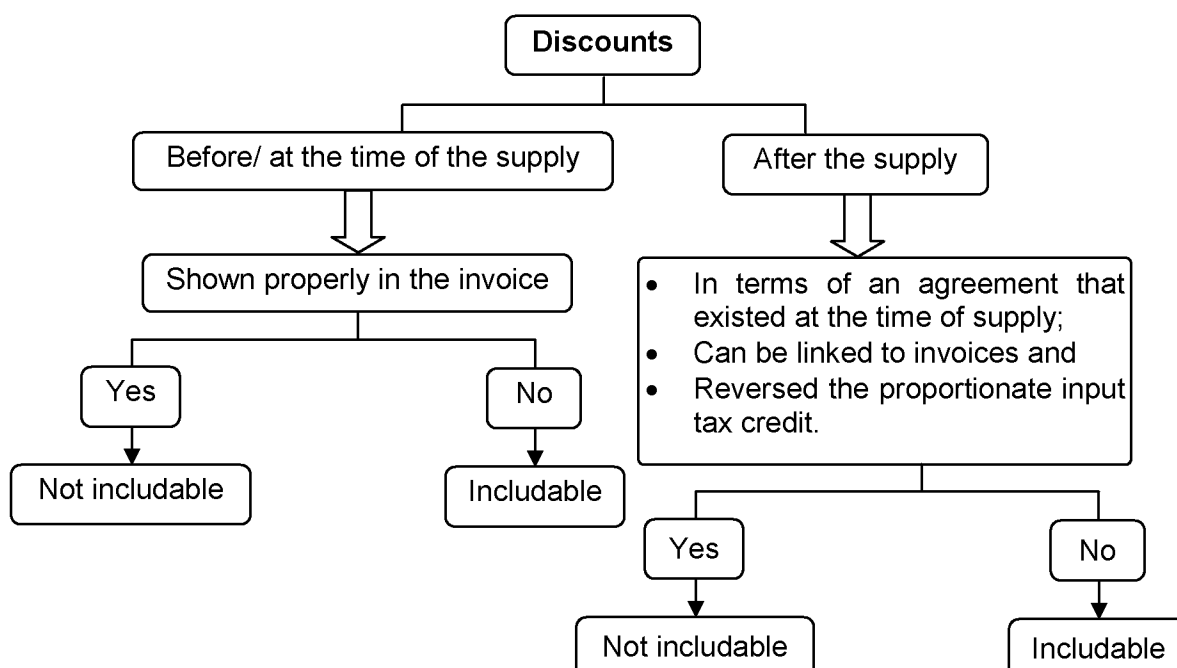 Discounts
Before/ at the time of the supply
After the supply
Shown properly in the invoice
• In terms of an agreement that
existed at the time of supply;
• Can be linked to invoices and
• Reversed the proportionate input
tax credit.
Yes
No
Not includable
Includable
Yes
No
Not includable
Includable